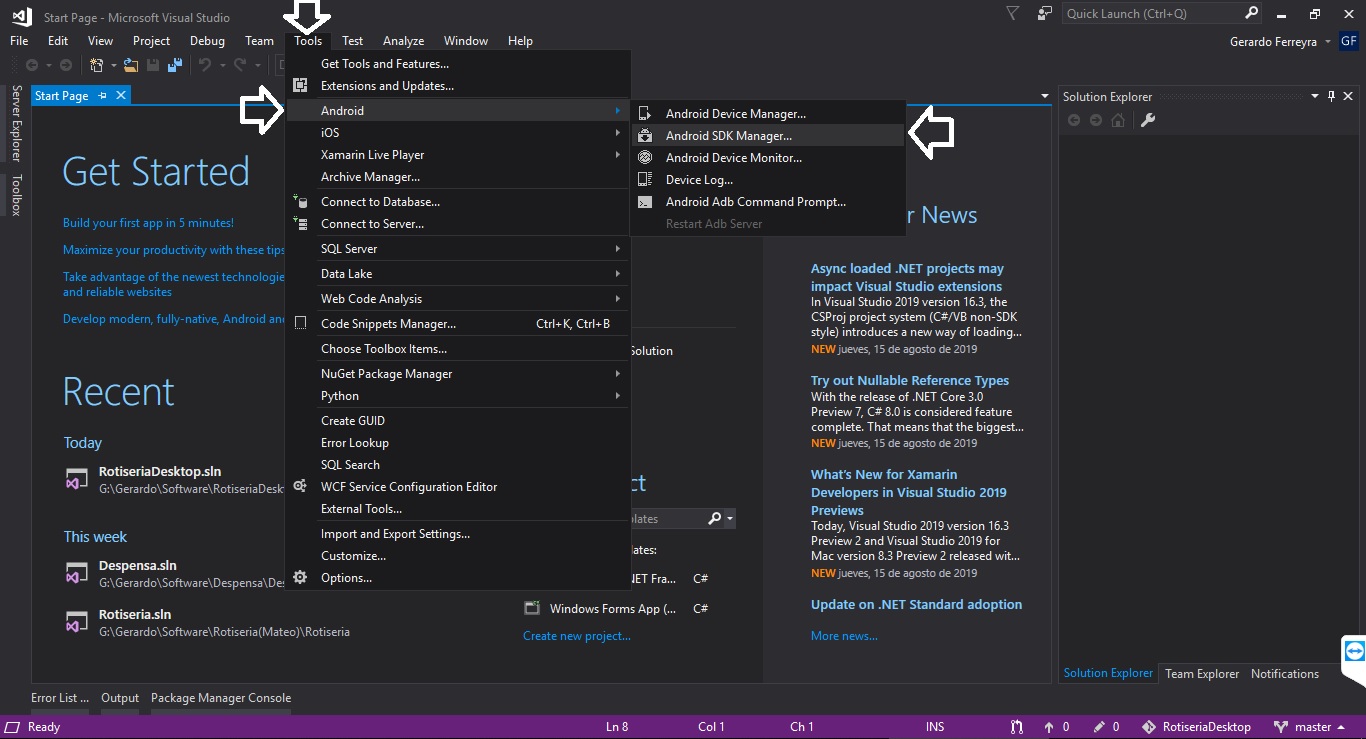 Start Page - Microsoft Visual Studio
Quick Launch (Ctrl+Q)
File Edit View Project Debug Team Tools Test Analyze Window Help
Gerardo Ferreyra GF
Server Explorer
Toolbox
Start Page
Get Started
Build your first app in 5 minutes!
Maximize your productivity with these tips
Take advantage of the newest technologie
and reliable websites
Develop modern, fully-native, Android an
Recent
Today
RotiseriaDesktop.sln
G:\Gerardo\Software\RotiseriaDesk
This week
Despensa.sln
G:\Gerardo\Software\Despensa\Des
Rotiseria.sln
G:\Gerardo\Software\Rotiseria(Mateo)\Rotiseria
Get Tools and Features...
Extensions and Updates...
Android
iOS
Xamarin Live Player
Archive Manager...
Connect to Database...
Connect to Server...
SQL Server
Data Lake
Web Code Analysis
Code Snippets Manager... Ctrl+K, Ctrl+B
Choose Toolbox Items...
NuGet Package Manager
Python
Create GUID
Error Lookup
SQL Search
WCF Service Configuration Editor
External Tools...
Import and Export Settings...
Customize...
Options...
Android Device Manager...
Android SDK Manager...
Android Device Monitor...
Device Log...
Android Adb Command Prompt...
Restart Adb Server
Solution
ct
plates
lates:
.NET Fra... C#
Windows Forms App (... C#
Create new project...
r News
Async loaded .NET projects may
impact Visual Studio extensions
In Visual Studio 2019 version 16.3, the
CSProj project system (C#/VB non-SDK
style) introduces a new way of loading...
NEW jueves, 15 de agosto de 2019
Try out Nullable Reference Types
With the release of .NET Core 3.0
Preview 7, C# 8.0 is considered feature
complete. That means that the biggest...
NEW jueves, 15 de agosto de 2019
What's New for Xamarin
Developers in Visual Studio 2019
Previews
Today, Visual Studio 2019 version 16.3
Preview 2 and Visual Studio 2019 for
Mac version 8.3 Preview 2 released wit...
NEW jueves, 15 de agosto de 2019
Update on .NET Standard adoption
More news...
Solution Explorer
Solution Explorer Team Explorer Notifications
Error List ... Output Package Manager Console
Ready Ln 8 Col 1 Ch 1 INS 0 0 RotiseriaDesktop master